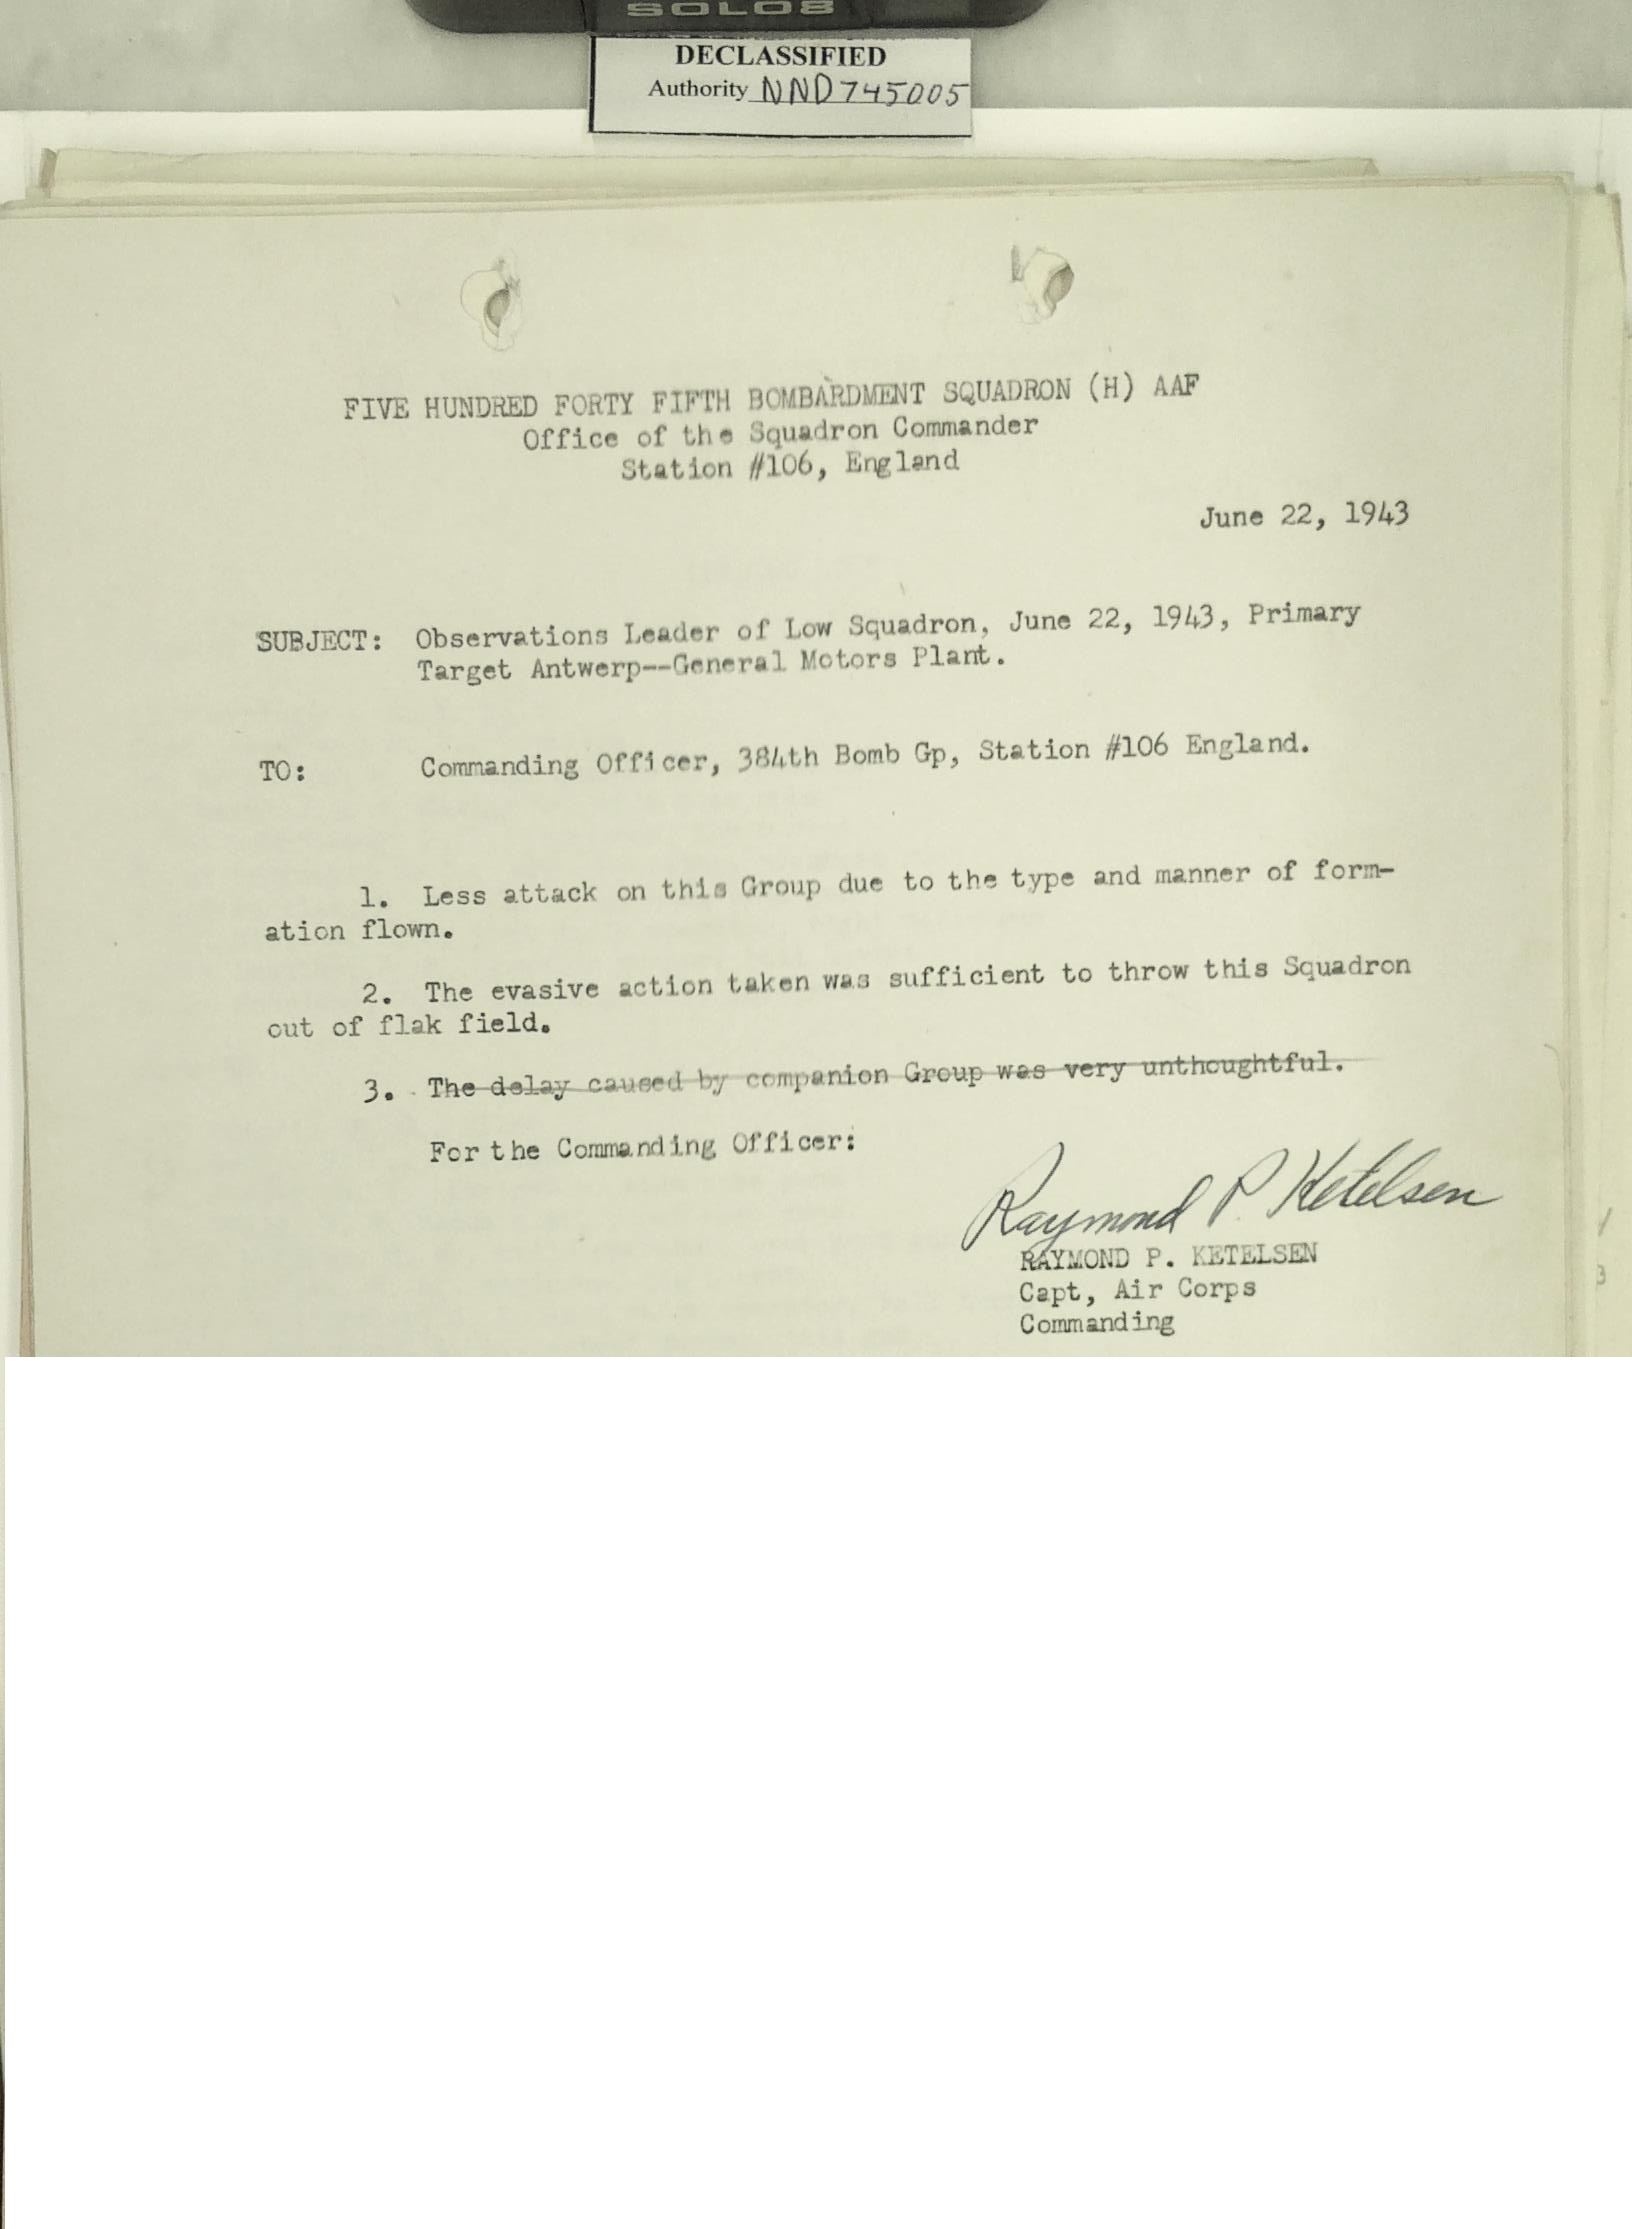 SOLO8
DECLASSIFIED
Authority NND745005
FIVE HUNDRED FORTY FIFTH BOMBARDMENT SQUADRON (H) AAF
Office of the Squadron Commander
Station #106, England
June 22, 1943
SUBJECT: Observations Leader of Low Squadron, June 22, 1943, Primary
Target Antwerp--General Motors Plant.
TO: Commanding Officer, 384th Bomb Gp, Station #106 England.
1. Less attack on this Group due to the type and manner of form-
ation flown.
2. The evasive action taken was sufficient to throw this Squadron
out of flak field.
3. The delay caused by companion Group was very unthoughtful.
For the Commanding Officer:
Raymond P. Ketelsen
RAYMOND P. KETELSEN
Capt, Air Corps
Commanding